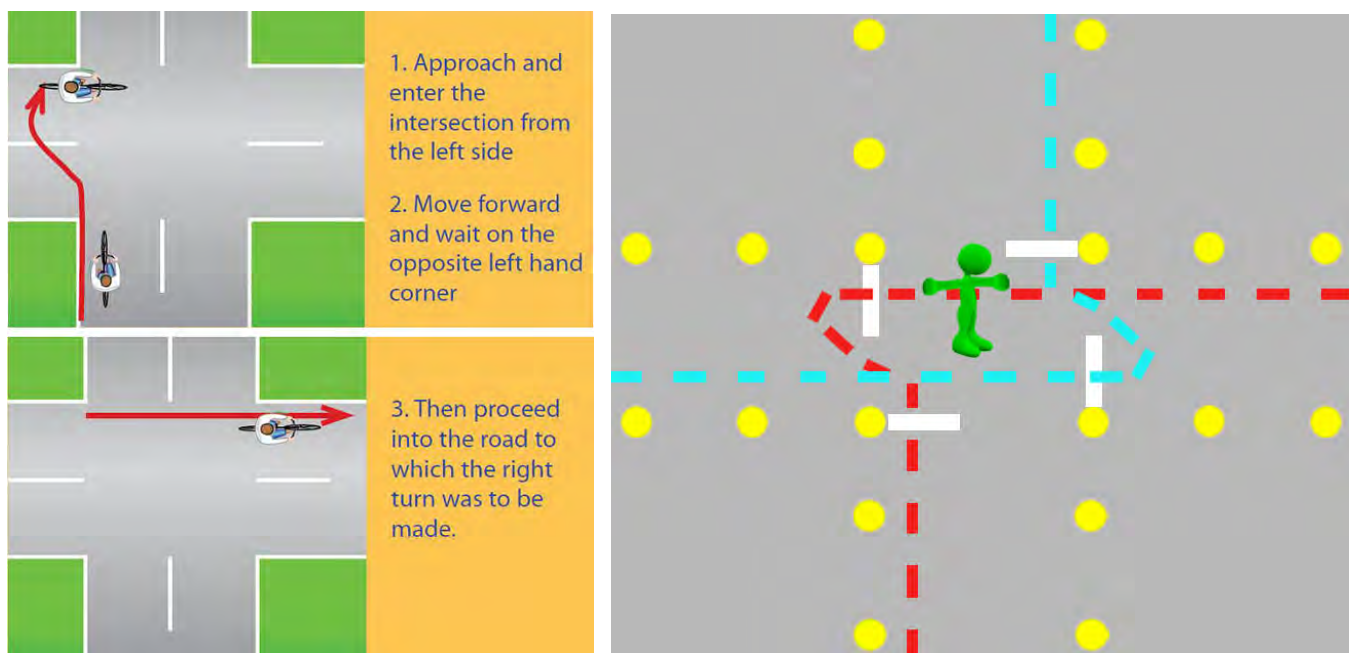 1. Approach and
enter the
intersection from
the left side
2. Move forward
and wait on the
opposite left hand
corner
3. Then proceed
into the road to
which the right
turn was to be
made.